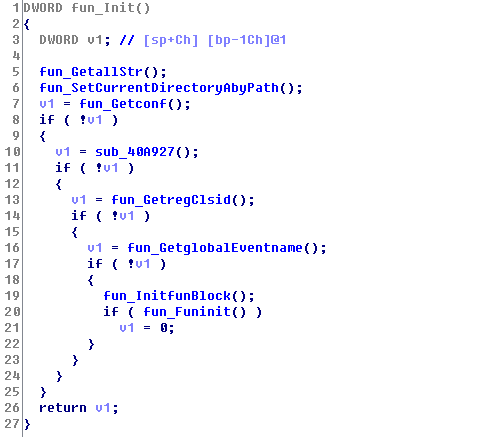 1 DWORD fun_Init()
2 {
3   DWORD v1; // [sp+Ch] [bp-1Ch]@1
4
5   fun_GetallStr();
6   fun_SetCurrentDirectoryAbyPath();
7   v1 = fun_Getconf();
8   if ( !v1 )
9   {
10     v1 = sub_40A927();
11     if ( !v1 )
12     {
13       v1 = fun_GetregClsid();
14       if ( !v1 )
15       {
16         v1 = fun_GetglobalEventname();
17         if ( !v1 )
18         {
19           fun_InitfunBlock();
20           if ( fun_Funinit() )
21             v1 = 0;
22         }
23       }
24     }
25   }
26   return v1;
27 }